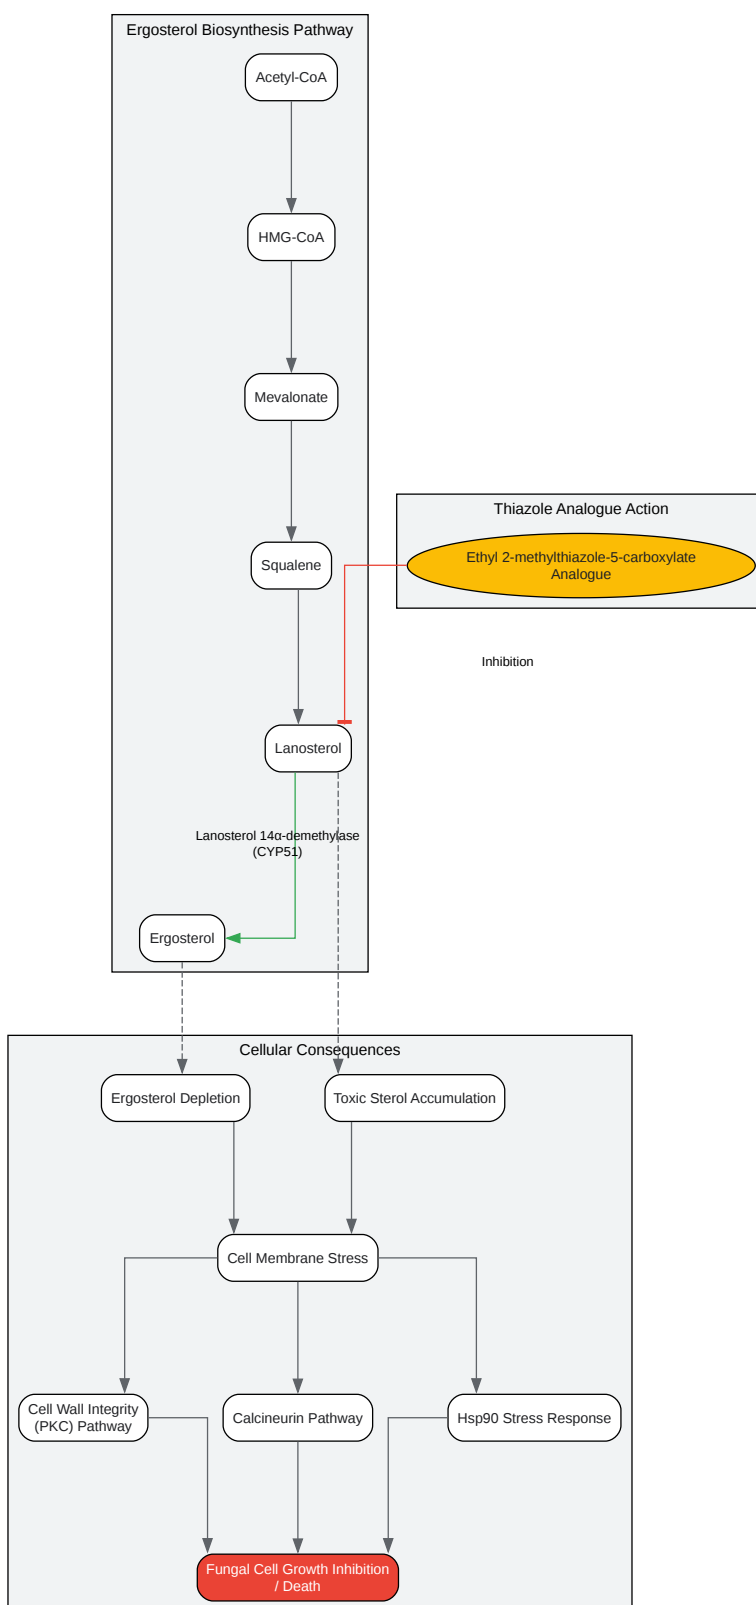 Ergosterol Biosynthesis Pathway
Acetyl-CoA
HMG-CoA
Mevalonate
Thiazole Analogue Action
Ethyl 2-methylthiazole-5-carboxylate
Analogue
Squalene
Inhibition
Lanosterol
Lanosterol 14α-demethylase
(CYP51)
Ergosterol
Cellular Consequences
Ergosterol Depletion
Toxic Sterol Accumulation
Cell Membrane Stress
Cell Wall Integrity
(PKC) Pathway
Calcineurin Pathway
Hsp90 Stress Response
Fungal Cell Growth Inhibition
/ Death